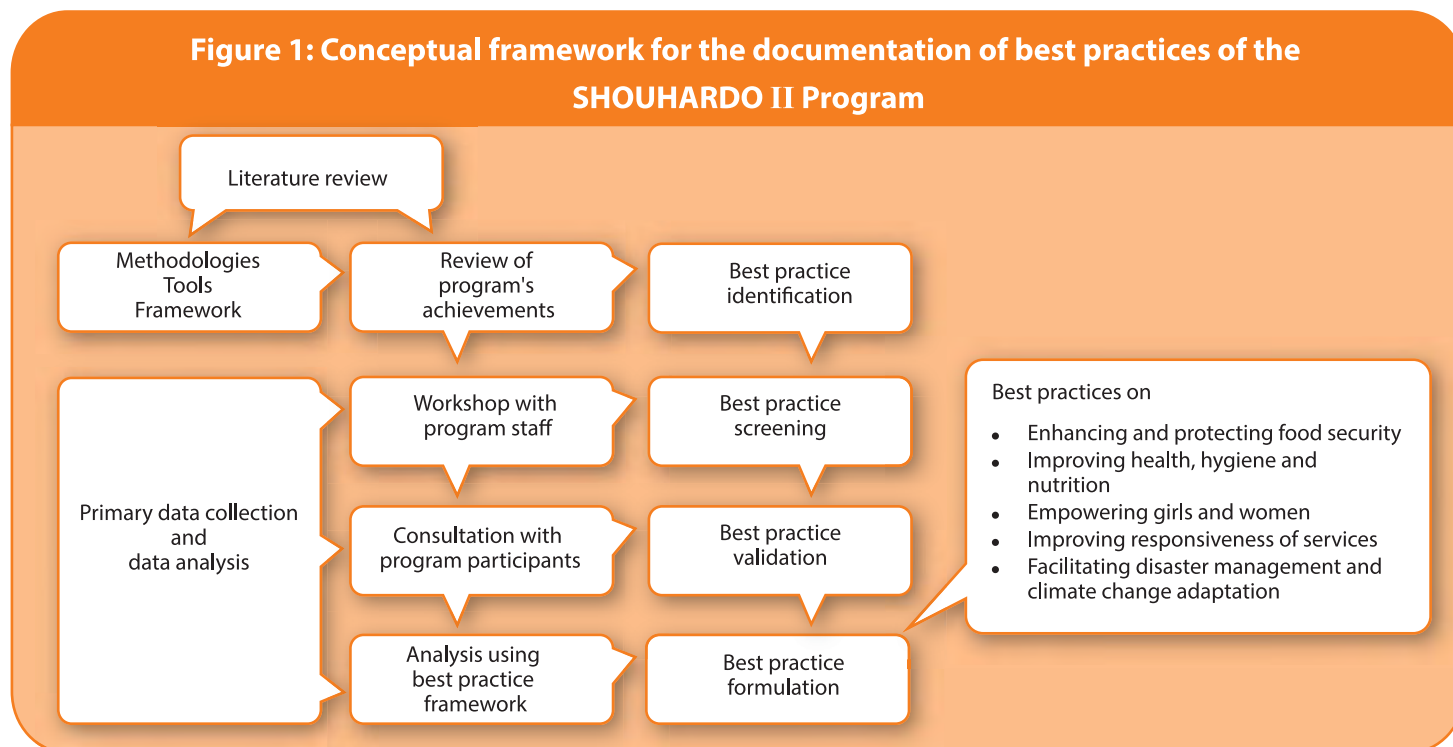 Figure 1: Conceptual framework for the documentation of best practices of the
SHOUHARDO II Program
Literature review
Methodologies
Tools
Framework
Review of
program's
achievements
Best practice
identification
Primary data collection
and
data analysis
Workshop with
program staff
Best practice
screening
Consultation with
program participants
Best practice
validation
Analysis using
best practice
framework
Best practice
formulation
Best practices on
• Enhancing and protecting food security
• Improving health, hygiene and
nutrition
• Empowering girls and women
• Improving responsiveness of services
• Facilitating disaster management and
climate change adaptation